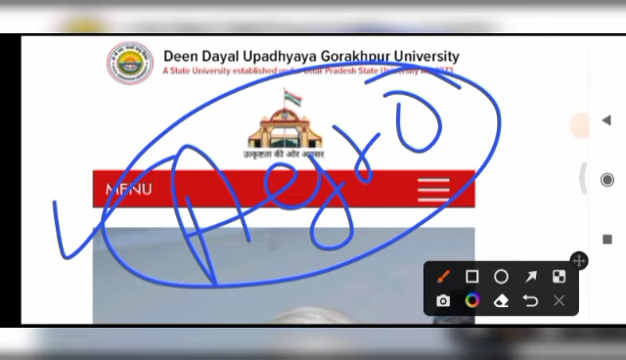 Deen Dayal Upadhyaya Gorakhpur University
A State University established under Uttar Pradesh State University Act 1973
उत्कृष्टता की ओर अग्रसर
MENU
Agro